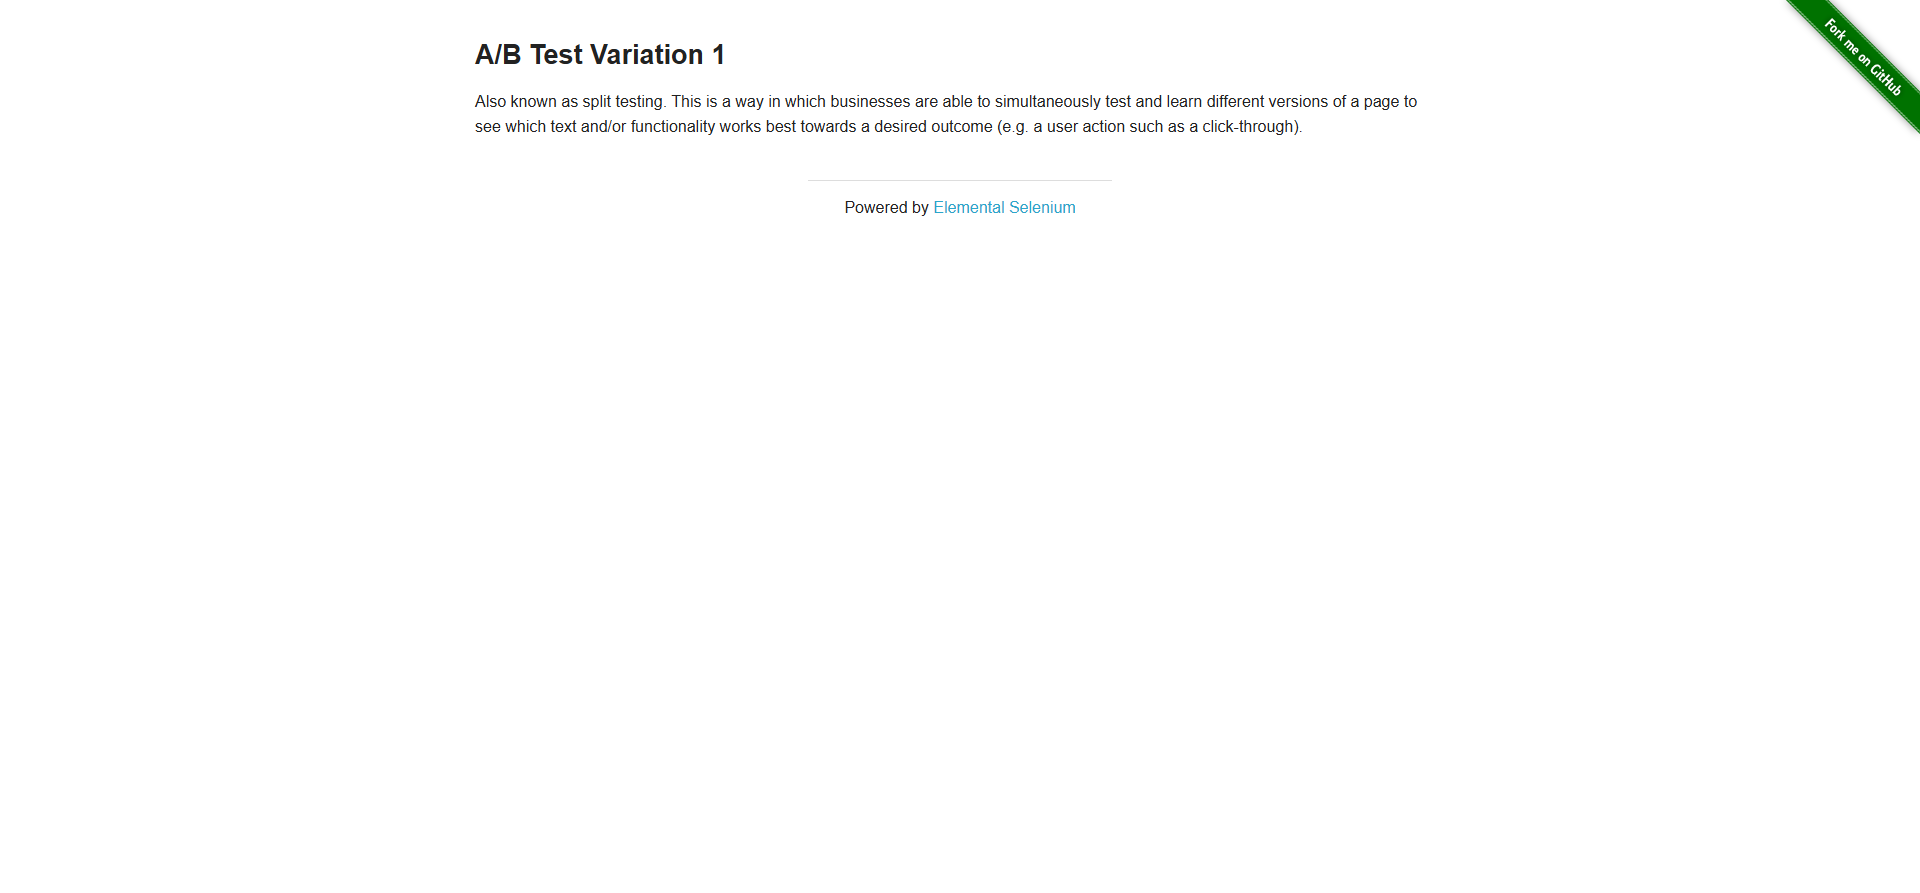 A/B Test Variation 1
Also known as split testing. This is a way in which businesses are able to simultaneously test and learn different versions of a page to
see which text and/or functionality works best towards a desired outcome (e.g. a user action such as a click-through).
Powered by Elemental Selenium
Fork me on GitHub